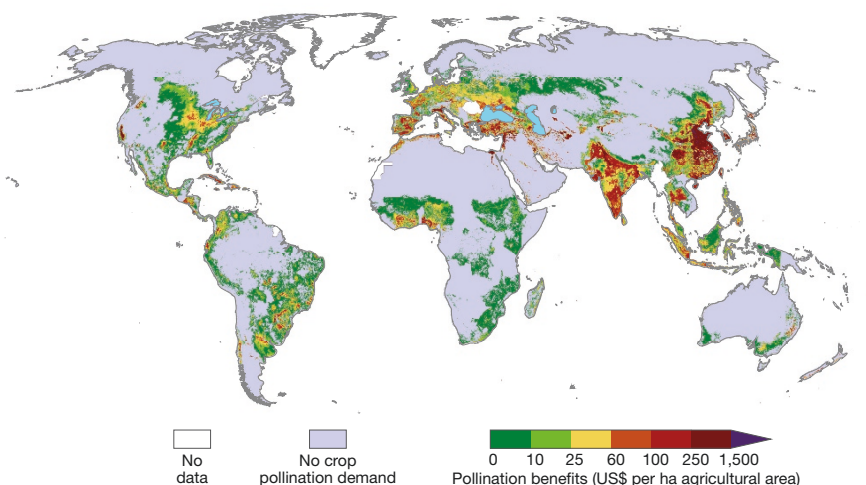 No
data
No crop
pollination demand
0 10 25 60 100 250 1,500
Pollination benefits (US$ per ha agricultural area)